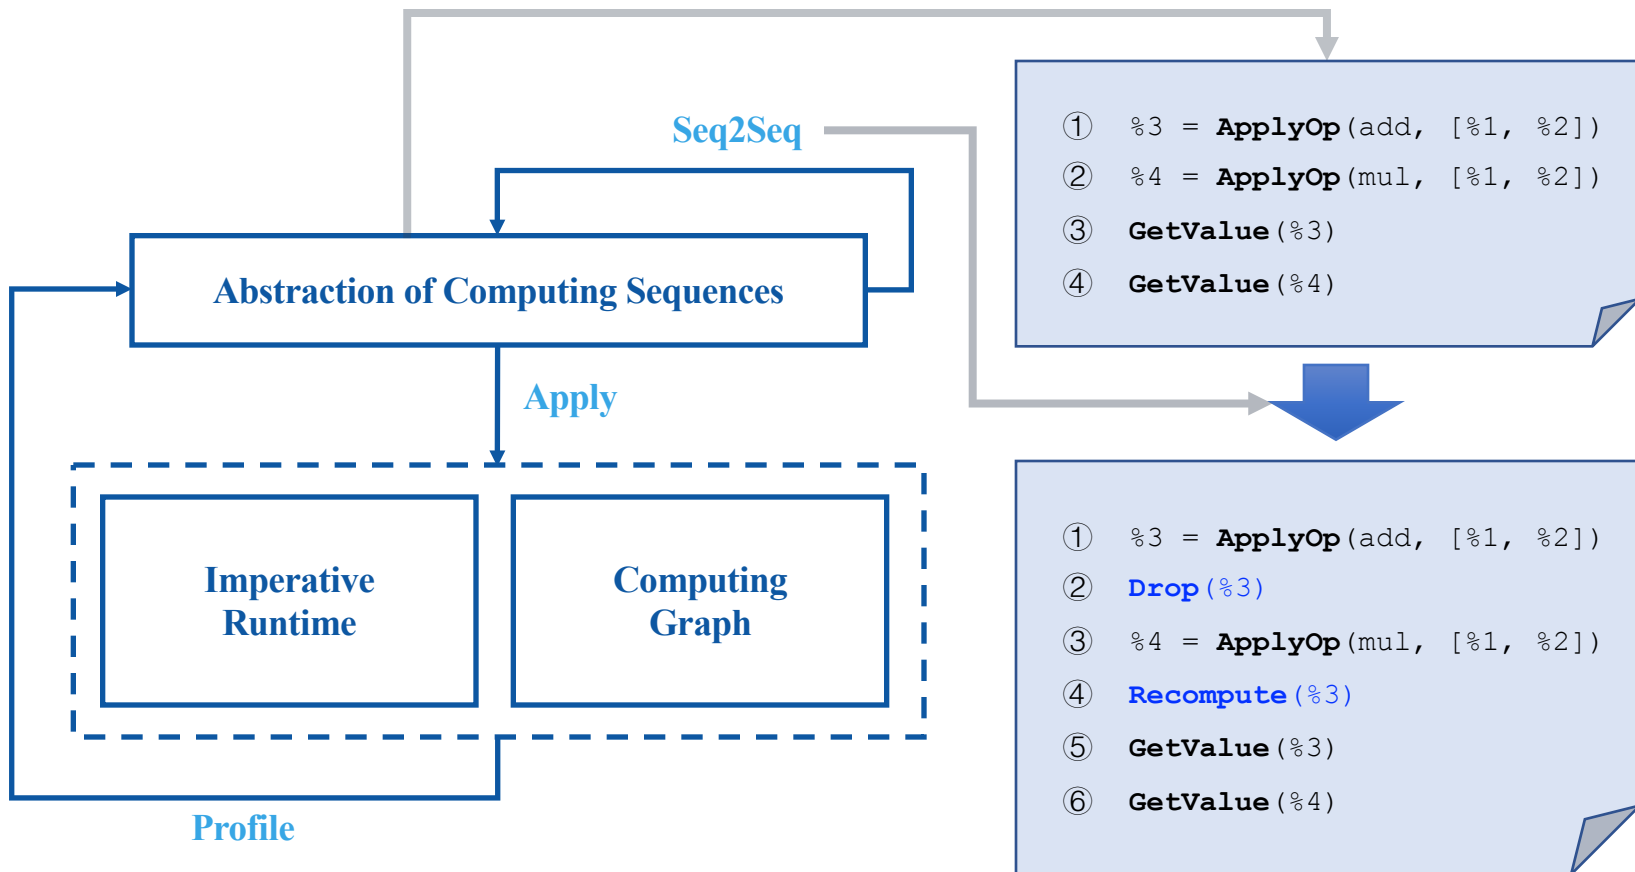 Seq2Seq
Abstraction of Computing Sequences
Apply
Imperative
Runtime
Computing
Graph
Profile
① %3 = ApplyOp(add, [%1, %2])
② %4 = ApplyOp(mul, [%1, %2])
③ GetValue(%3)
④ GetValue(%4)
① %3 = ApplyOp(add, [%1, %2])
② Drop(%3)
③ %4 = ApplyOp(mul, [%1, %2])
④ Recompute(%3)
⑤ GetValue(%3)
⑥ GetValue(%4)